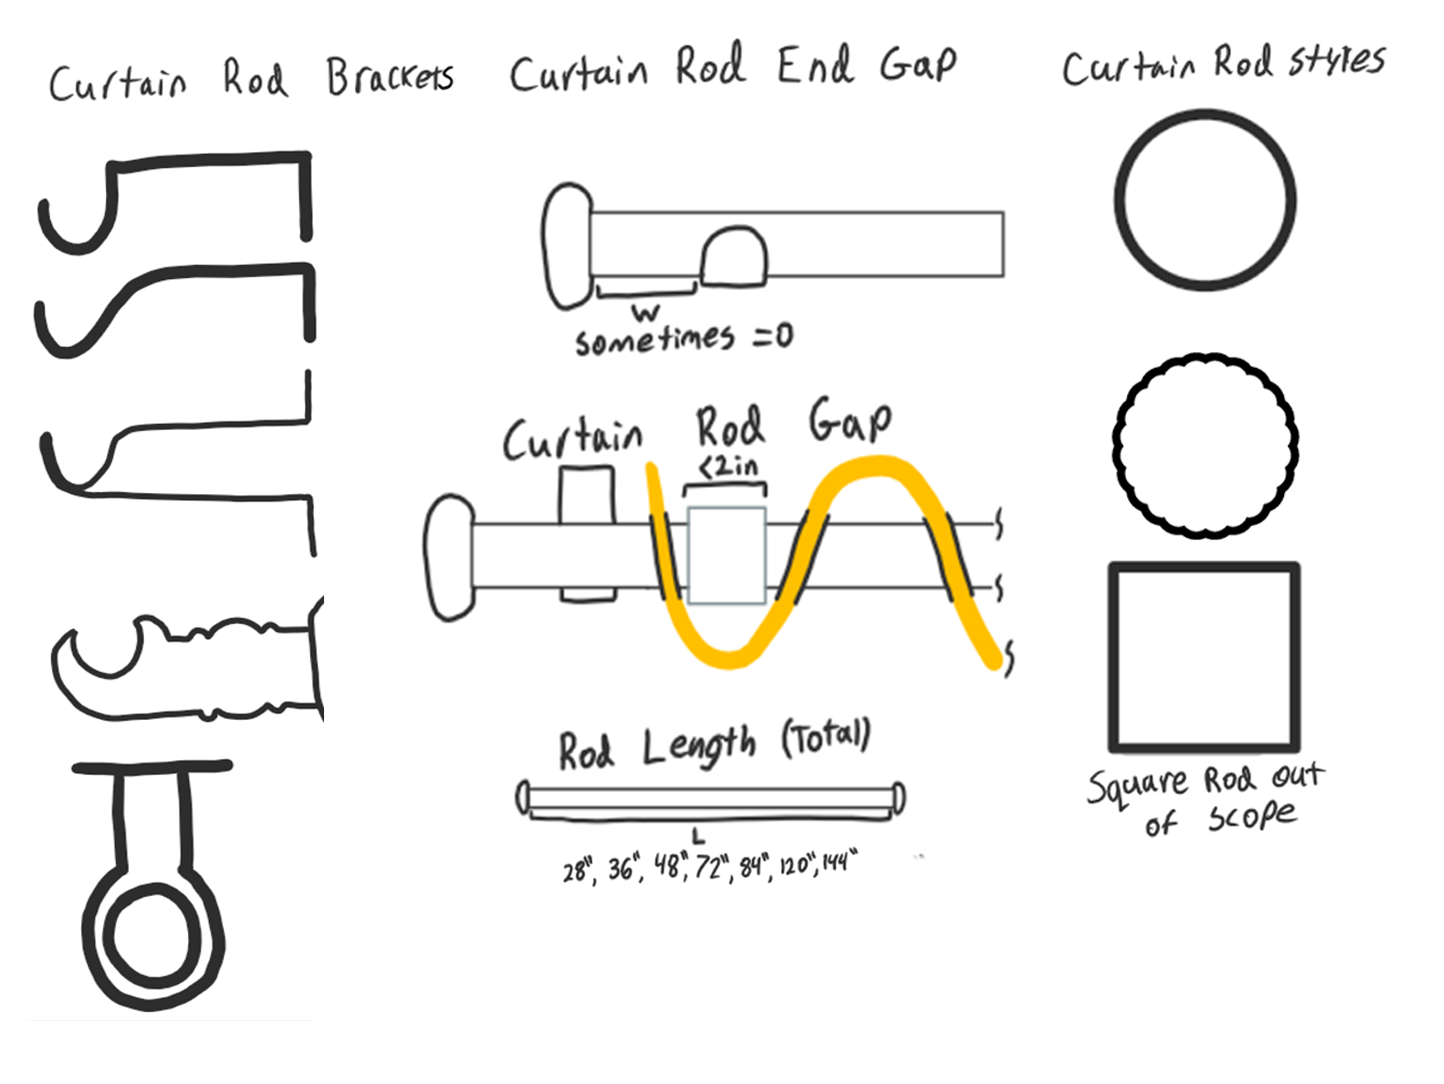 Curtain Rod Brackets
Curtain Rod End Gap
W
sometimes =0
Curtain Rod Gap
<2in
Rod Length (Total)
L
28", 36", 48", 72", 84", 120", 144"
Curtain Rod styles
Square Rod out
of scope